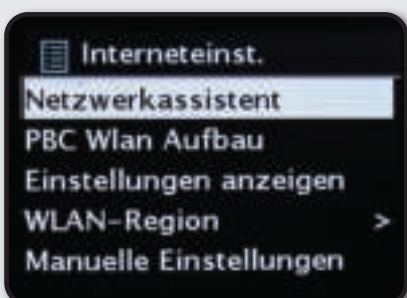 Interneteinst.
Netzwerkassistent
PBC Wlan Aufbau
Einstellungen anzeigen
WLAN-Region >
Manuelle Einstellungen